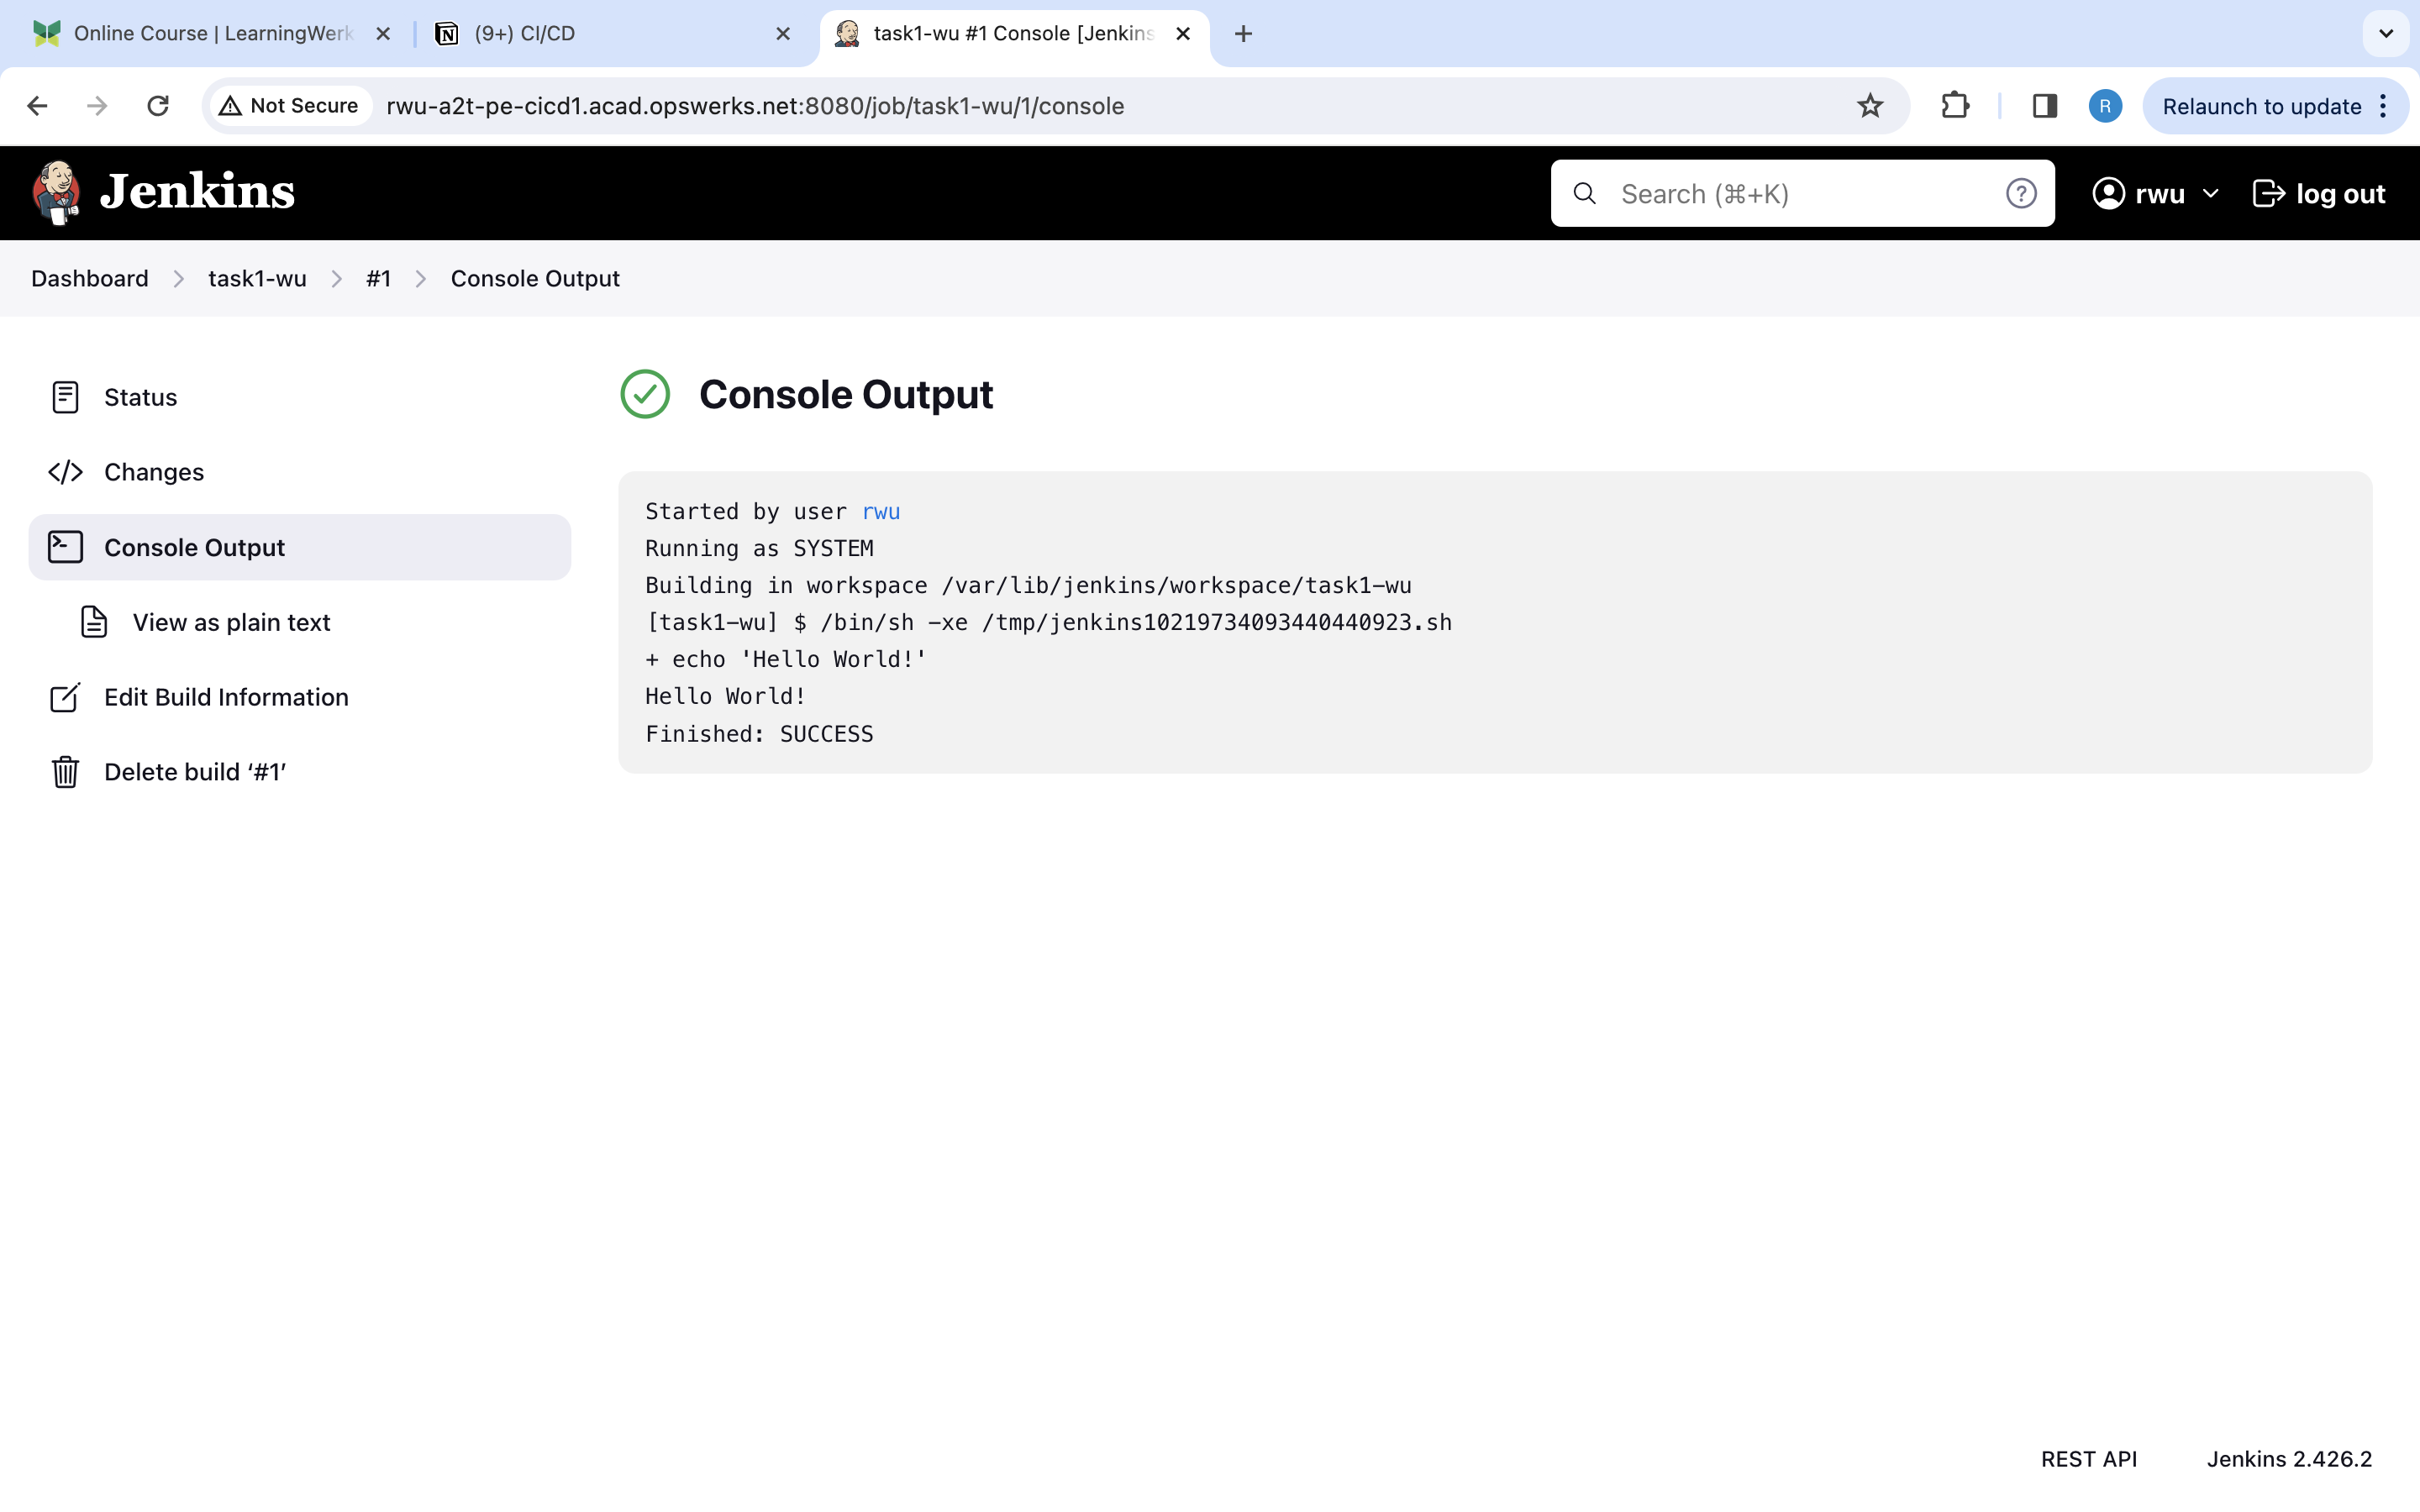 Online Course | LearningWerk
(9+) CI/CD
task1-wu #1 Console [Jenkins
Not Secure
rwu-a2t-pe-cicd1.acad.opswerks.net:8080/job/task1-wu/1/console
R
Relaunch to update
Jenkins
Search (⌘+K)
rwu
log out
Dashboard
task1-wu
#1
Console Output
Status
Changes
Console Output
View as plain text
Edit Build Information
Delete build ‘#1’
Console Output
Started by user rwu
Running as SYSTEM
Building in workspace /var/lib/jenkins/workspace/task1-wu
[task1-wu] $ /bin/sh -xe /tmp/jenkins10219734093440440923.sh
+ echo 'Hello World!'
Hello World!
Finished: SUCCESS
REST API
Jenkins 2.426.2